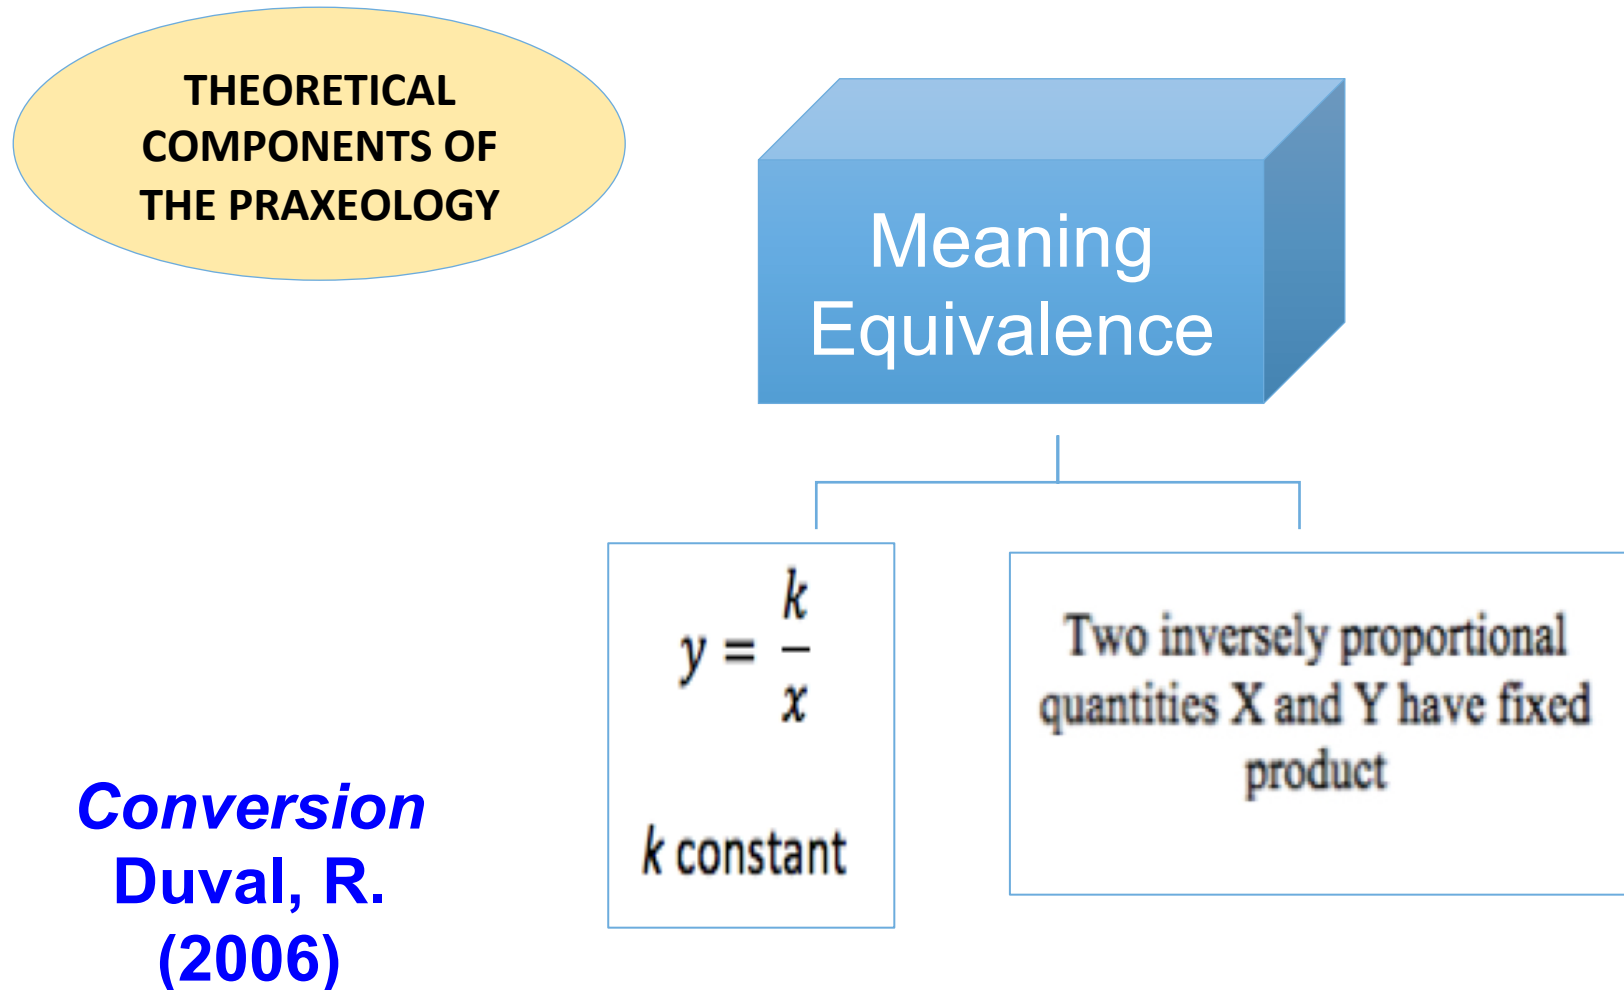 THEORETICAL
COMPONENTS OF
THE PRAXEOLOGY
Meaning
Equivalence
y = k/x
k constant
Two inversely proportional
quantities X and Y have fixed
product
Conversion
Duval, R.
(2006)